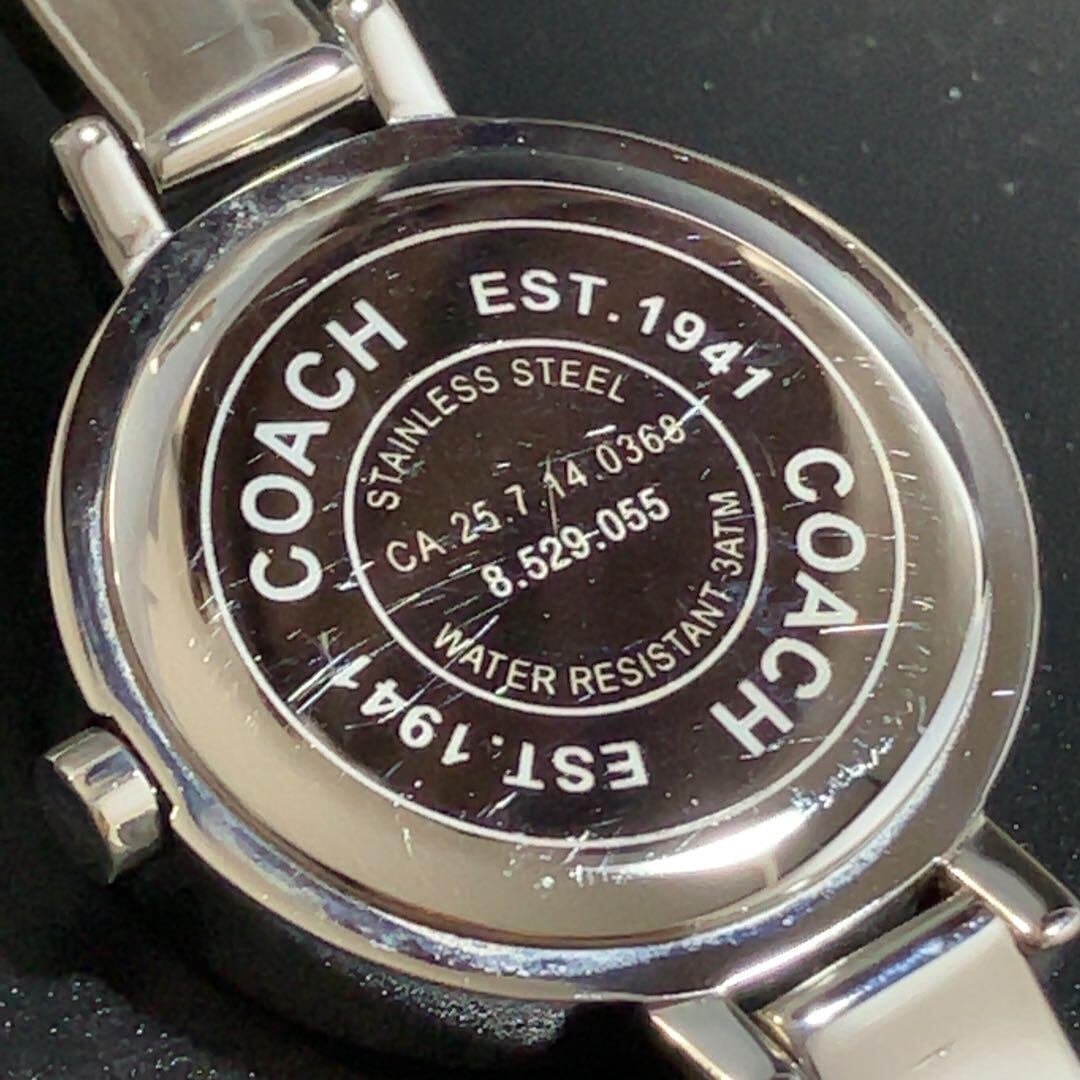 COACH
EST. 1941
COACH
EST. 1941
STAINLESS STEEL
CA.25.7.14.0368
8.529.055
WATER RESISTANT 3ATM